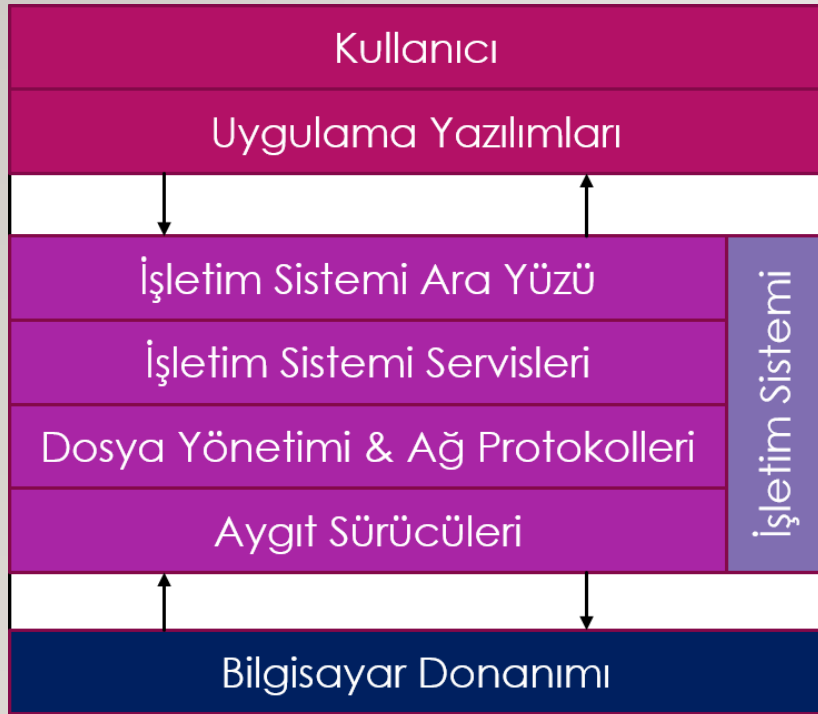 Kullanıcı
Uygulama Yazılımları
İşletim Sistemi Ara Yüzü
İşletim Sistemi Servisleri
Dosya Yönetimi & Ağ Protokolleri
Aygıt Sürücüleri
İşletim Sistemi
Bilgisayar Donanımı